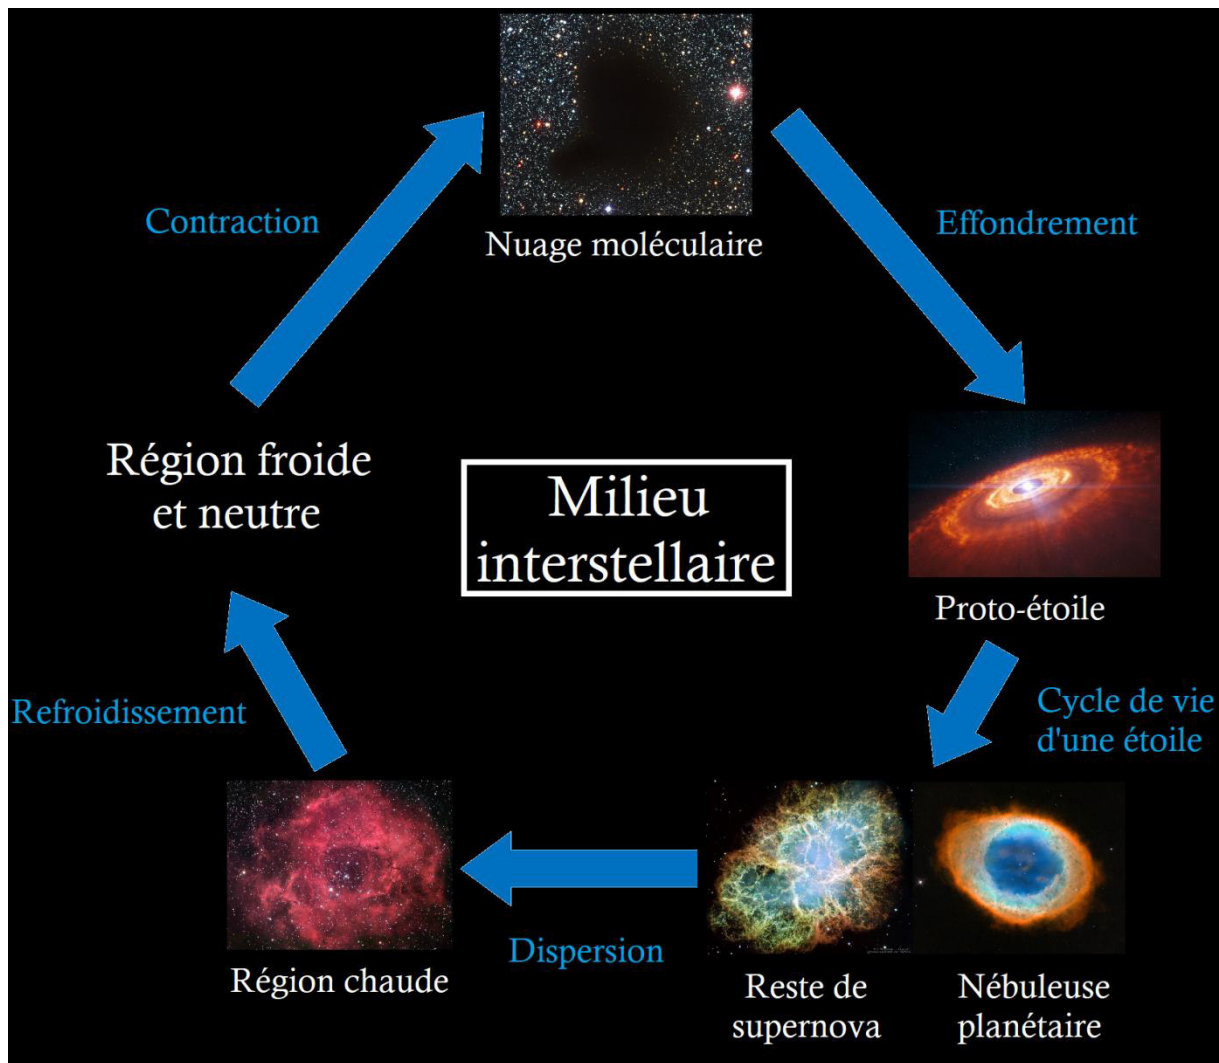 Nuage moléculaire
Effondrement
Proto-étoile
Cycle de vie
d'une étoile
Reste de
supernova
Nébuleuse
planétaire
Dispersion
Région chaude
Refroidissement
Région froide
et neutre
Contraction
Milieu
interstellaire